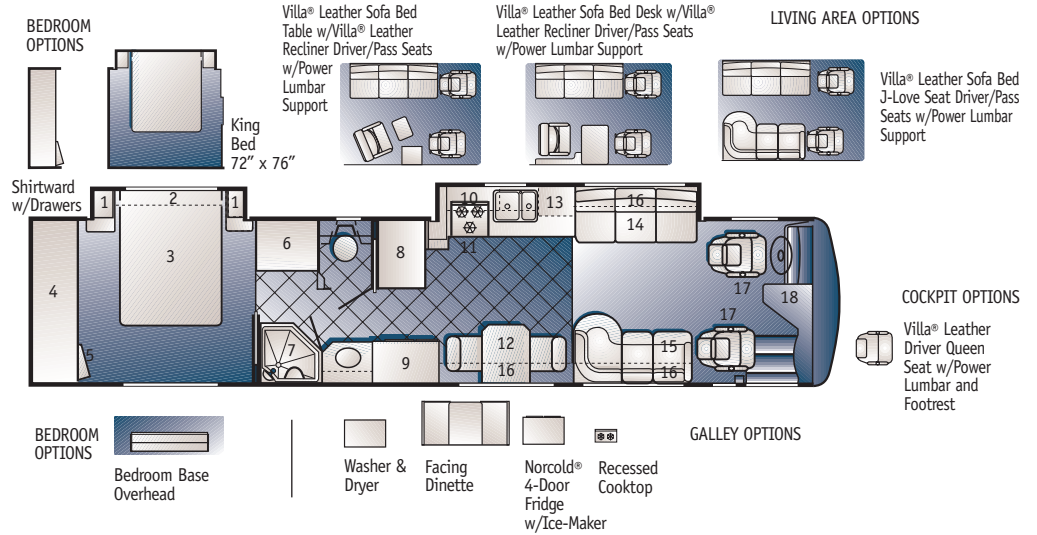 BEDROOM
OPTIONS
Villa® Leather Sofa Bed
Table w/Villa® Leather
Recliner Driver/Pass Seats
w/Power
Lumbar
Support
Villa® Leather Sofa Bed Desk w/Villa®
Leather Recliner Driver/Pass Seats
w/Power Lumbar Support
LIVING AREA OPTIONS
Villa® Leather Sofa Bed
J-Love Seat Driver/Pass
Seats w/Power Lumbar
Support
King
Bed
72" x 76"
Shirtward
w/Drawers
1
2
1
3
4
5
6
7
8
9
10
11
12
16
13
16
14
15
16
17
17
18
COCKPIT OPTIONS
Villa® Leather
Driver Queen
Seat w/Power
Lumbar and
Footrest
BEDROOM
OPTIONS
Bedroom Base
Overhead
Washer &
Dryer
Facing
Dinette
Norcold®
4-Door
Fridge
w/Ice-Maker
Recessed
Cooktop
GALLEY OPTIONS